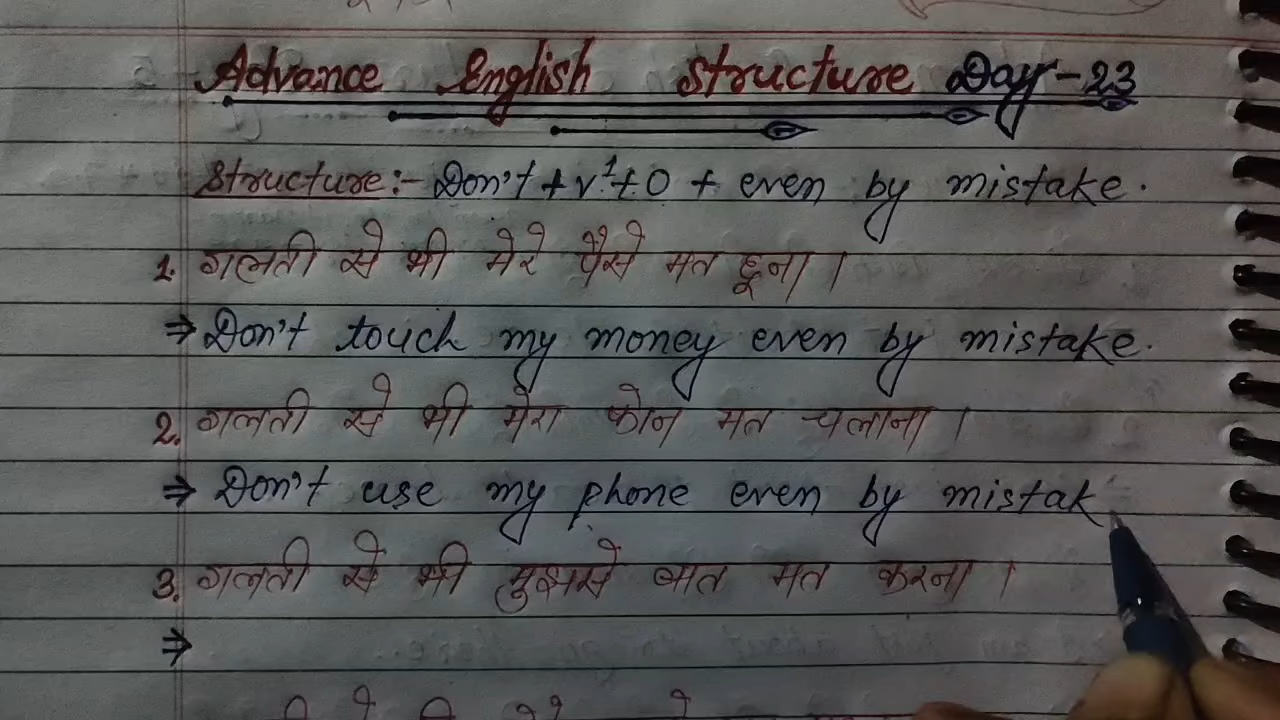 Advance English Structure Day-23
Structure:- Don't + v¹ + O + even by mistake.
1. गलती से भी मेरे पैसे मत छूना ।
⇒ Don't touch my money even by mistake.
2. गलती से भी मेरा फोन मत चलाना ।
⇒ Don't use my phone even by mistak
3. गलती से भी मुझसे बात मत करना ।
⇒